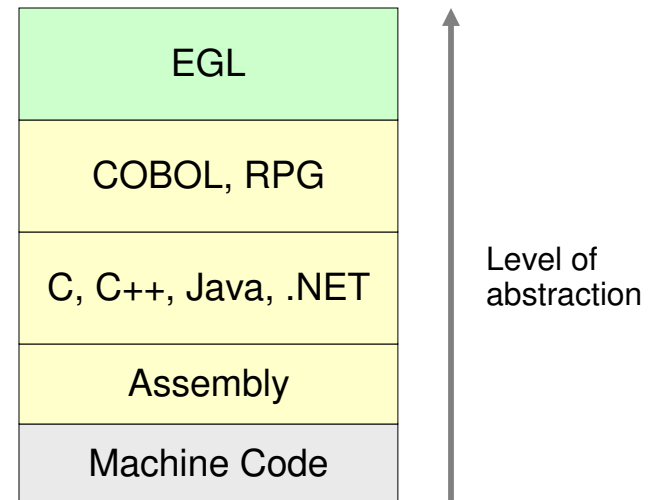 EGL
COBOL, RPG
C, C++, Java, .NET
Assembly
Machine Code
Level of
abstraction